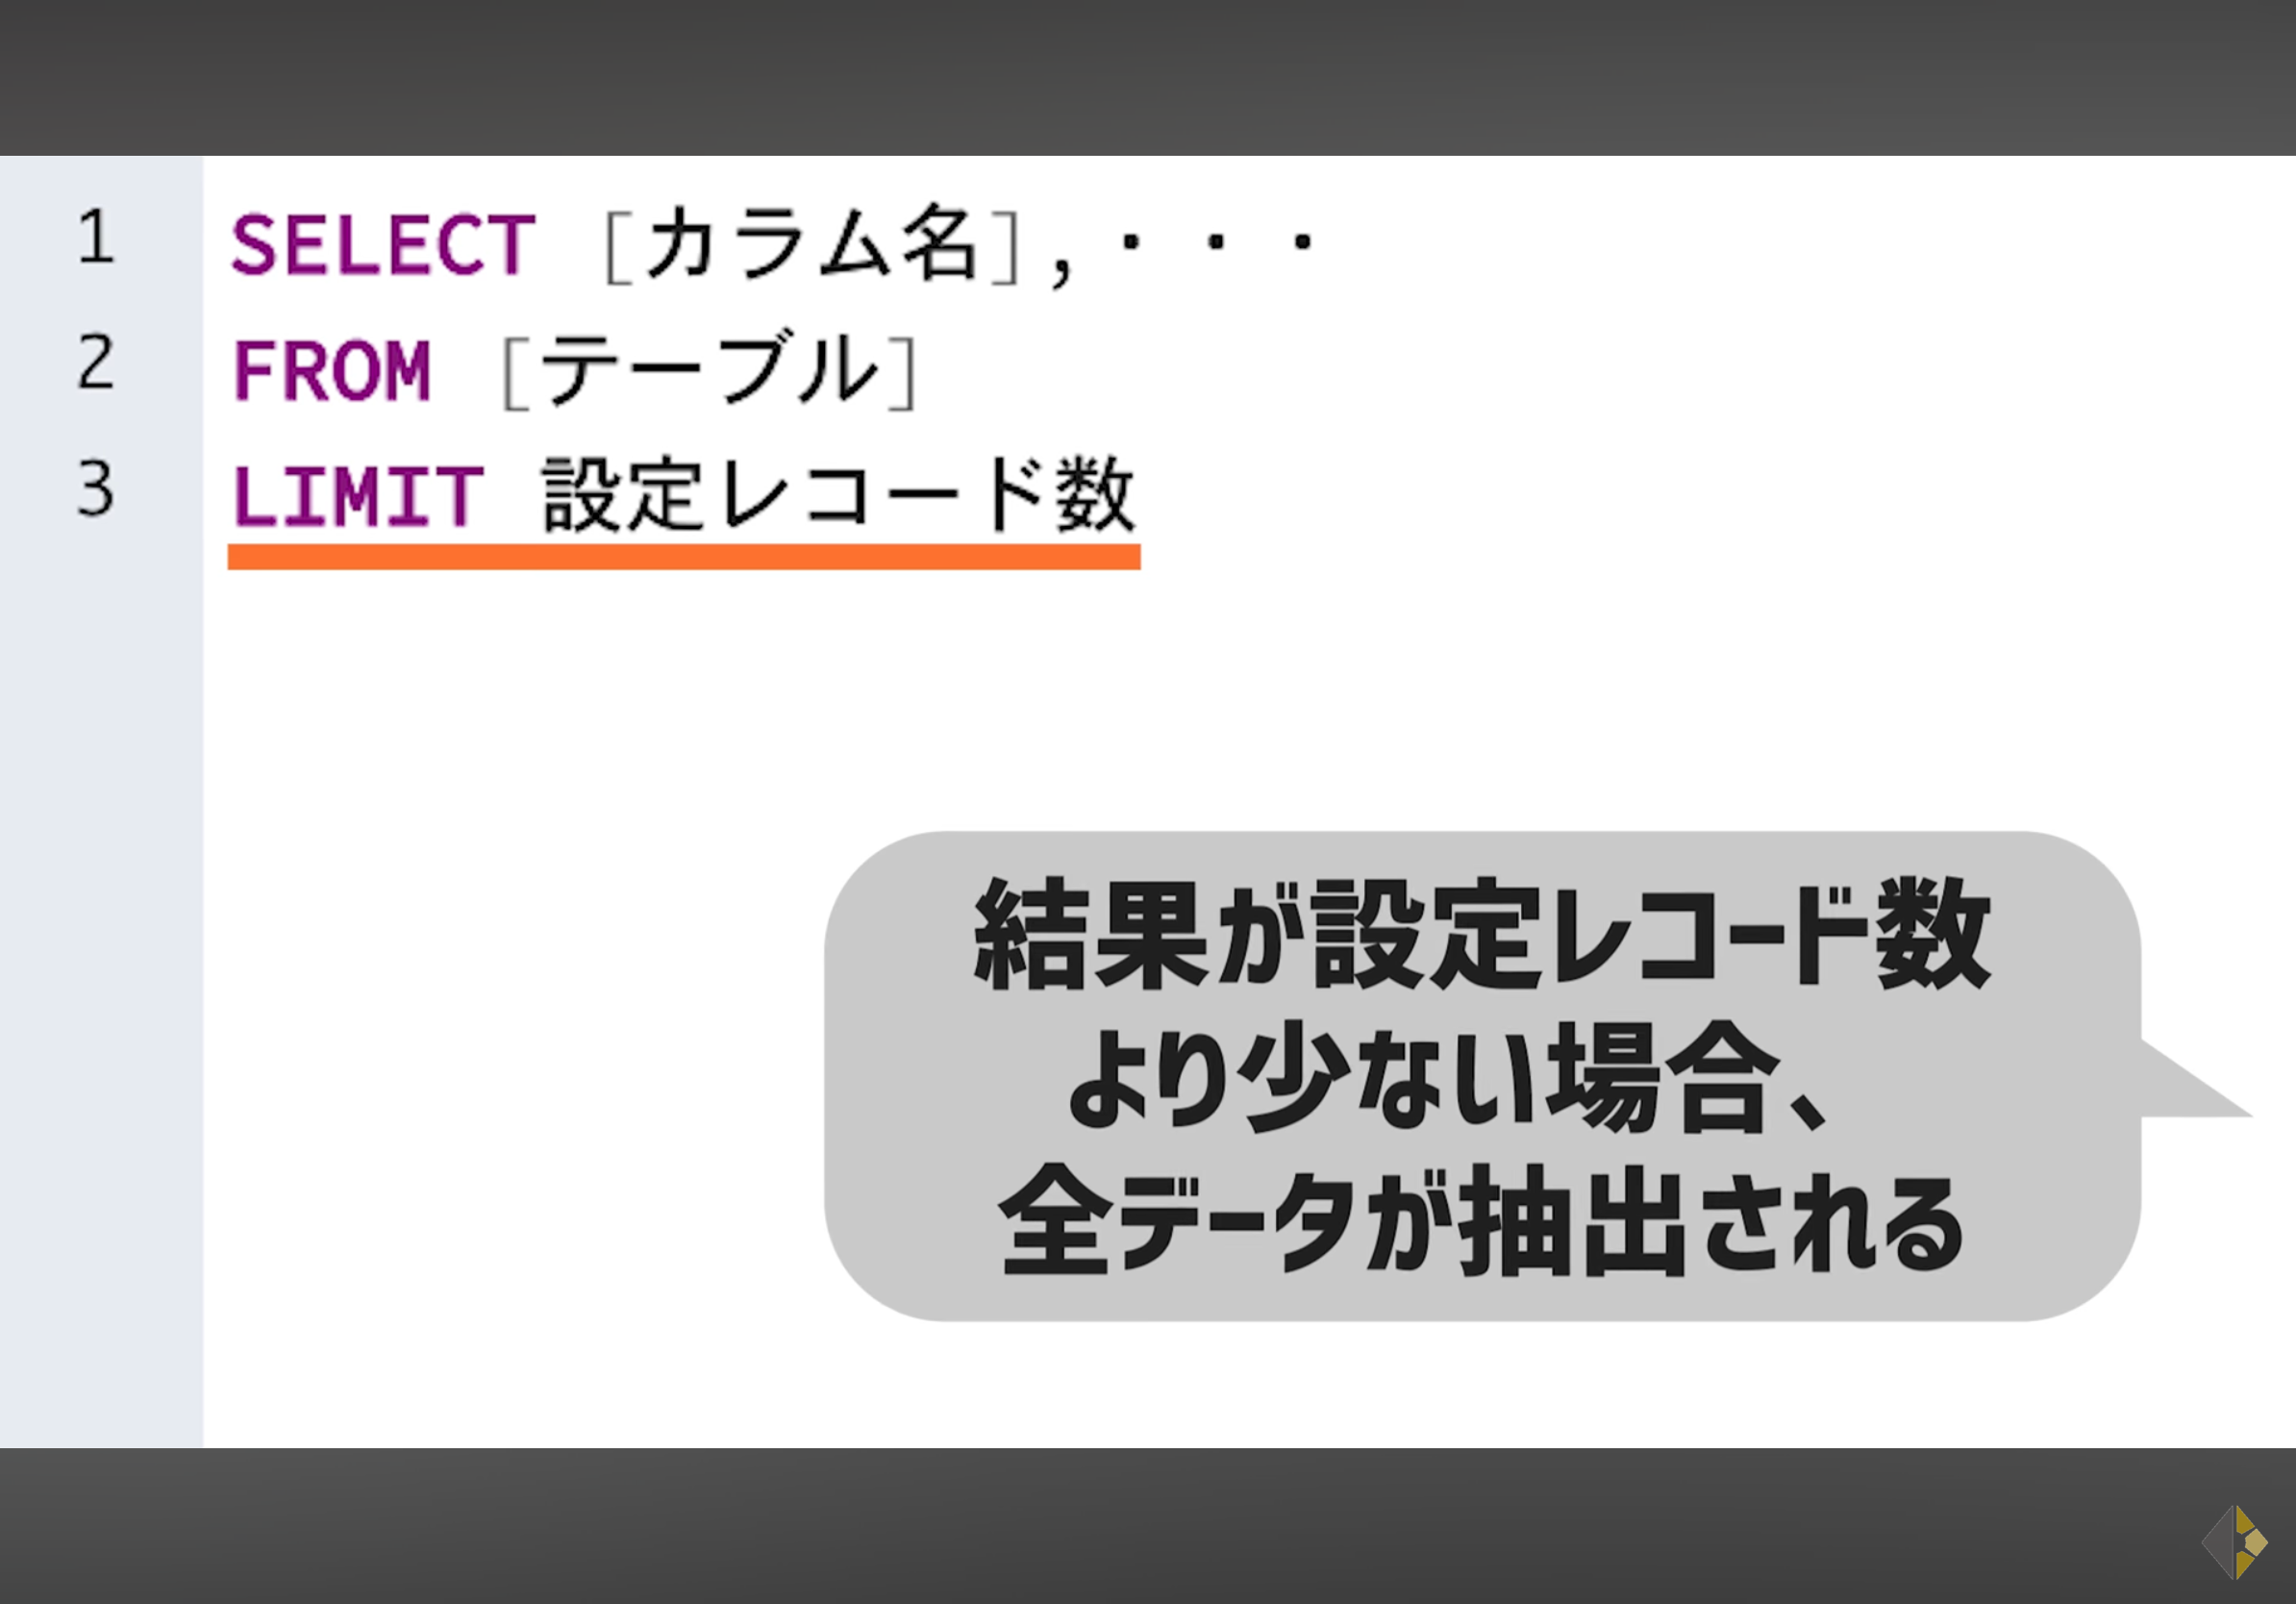 1 SELECT [カラム名],・・・
2 FROM [テーブル]
3 LIMIT 設定レコード数
結果が設定レコード数
より少ない場合、
全データが抽出される